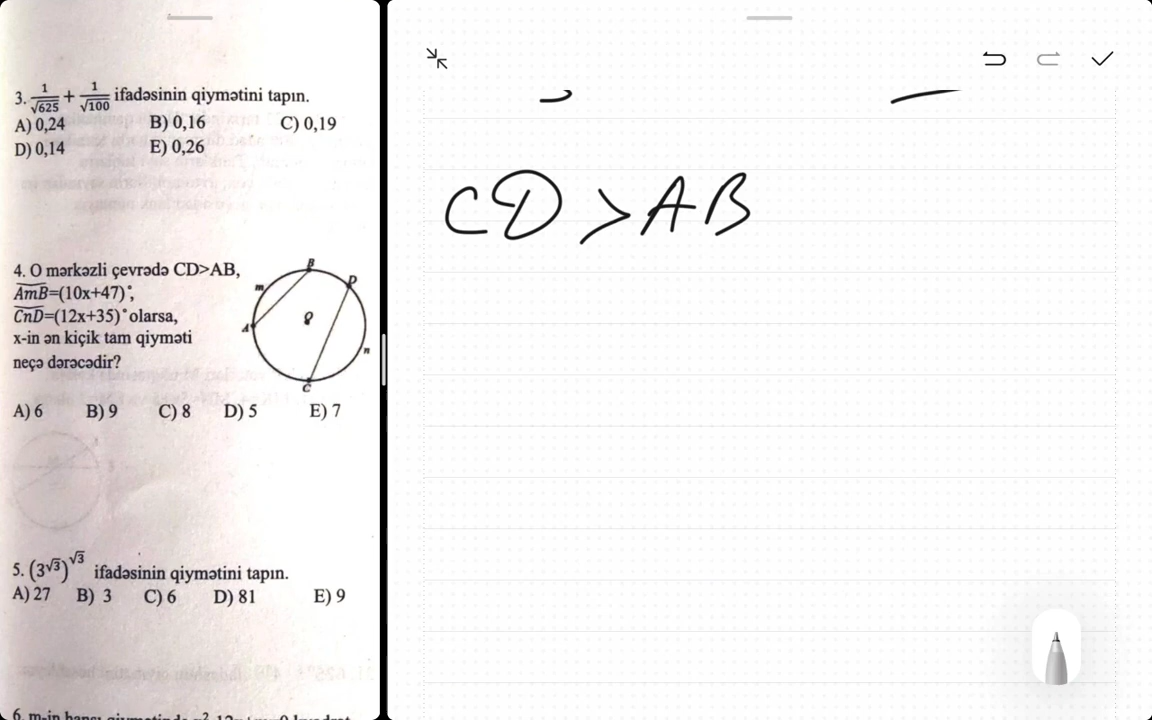 3. 1/√625 + 1/√100 ifadəsinin qiymətini tapın.
A) 0,24 B) 0,16 C) 0,19
D) 0,14 E) 0,26
4. O mərkəzli çevrədə CD>AB,
AmB=(10x+47)°,
CnD=(12x+35)° olarsa,
x-in ən kiçik tam qiyməti
neçə dərəcədir?
B
m
D
A
n
C
A) 6 B) 9 C) 8 D) 5 E) 7
5. (3^√3)^√3 ifadəsinin qiymətini tapın.
A) 27 B) 3 C) 6 D) 81 E) 9
CD > AB